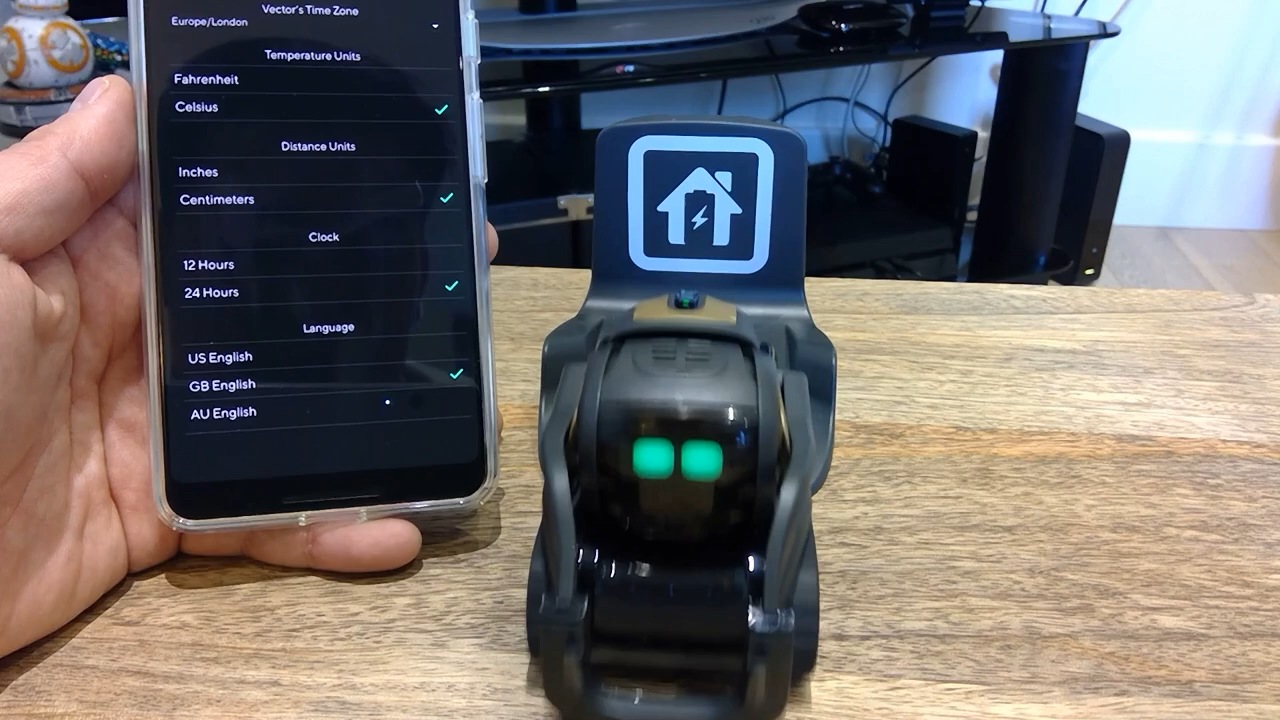 Vector's Time Zone
Europe/London
Temperature Units
Fahrenheit
Celsius
Distance Units
Inches
Centimeters
Clock
12 Hours
24 Hours
Language
US English
GB English
AU English